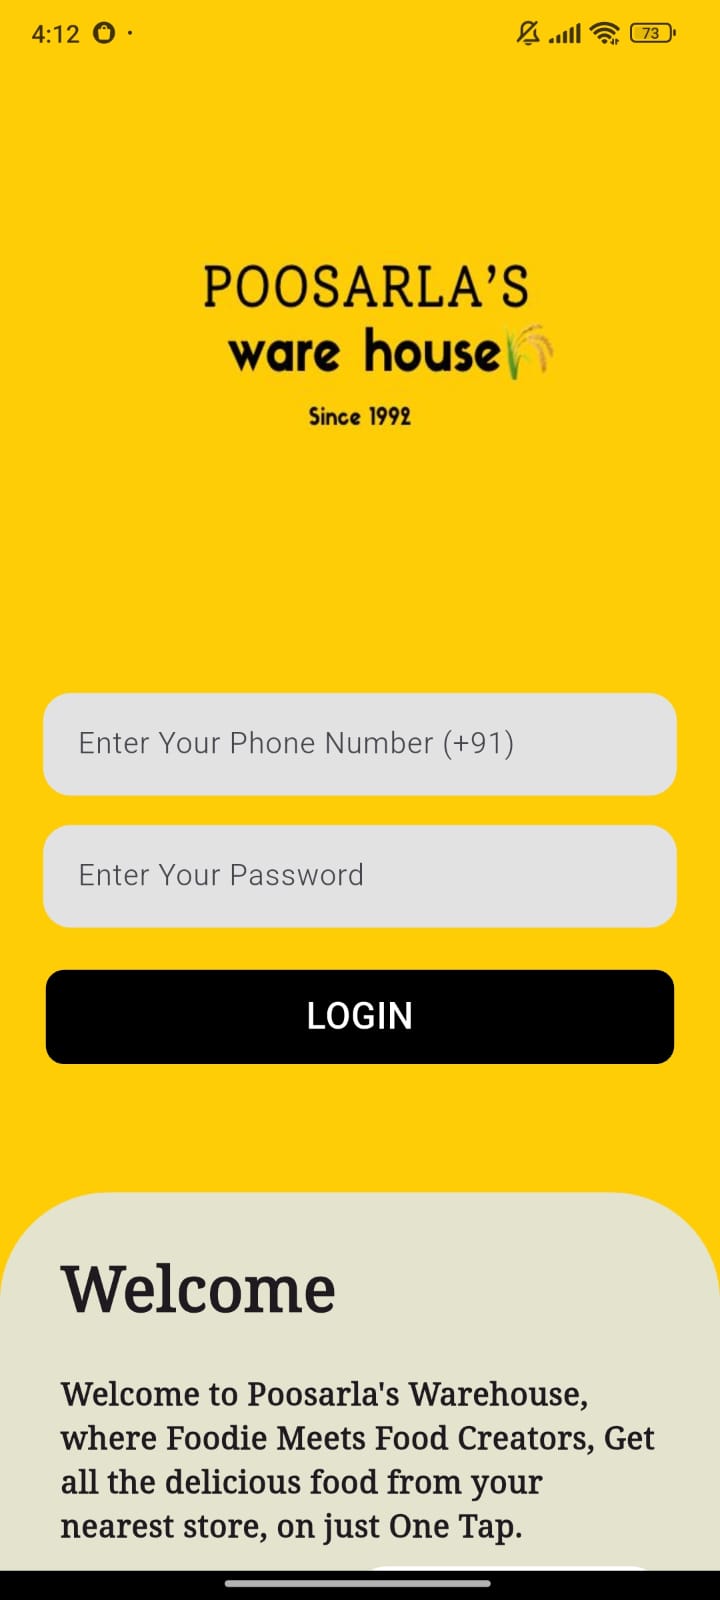 4:12
73
POOSARLA’S
ware house
Since 1992
Enter Your Phone Number (+91)
Enter Your Password
LOGIN
Welcome
Welcome to Poosarla's Warehouse,
where Foodie Meets Food Creators, Get
all the delicious food from your
nearest store, on just One Tap.